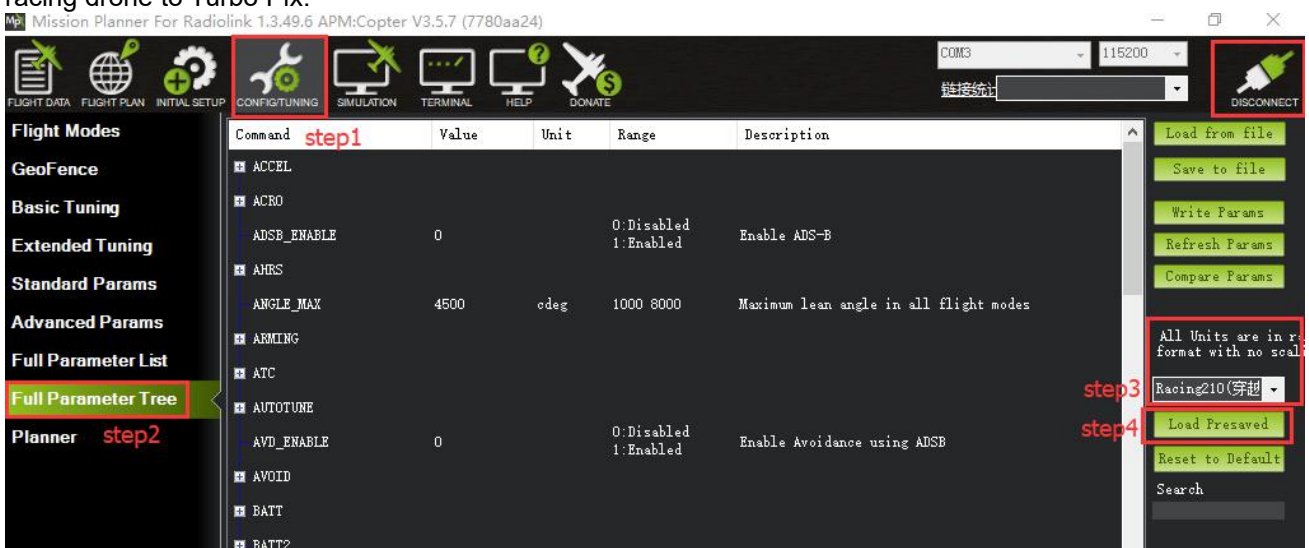 racing drone to Turbo Pix.
Mission Planner For Radiolink 1.3.49.6 APM:Copter V3.5.7 (7780aa24)
FLIGHT DATA FLIGHT PLAN INITIAL SETUP CONFIG/TUNING SIMULATION TERMINAL HELP DONATE
COM3 115200
链接统计
DISCONNECT
Flight Modes
GeoFence
Basic Tuning
Extended Tuning
Standard Params
Advanced Params
Full Parameter List
Full Parameter Tree
Planner step2
Command step1 Value Unit Range Description
ACCEL
ACRO
ADSB_ENABLE 0 0:Disabled 1:Enabled Enable ADS-B
AHRS
ANGLE_MAX 4500 cdeg 1000 8000 Maximum lean angle in all flight modes
ARMING
ATC
AUTOTUNE
AVD_ENABLE 0 0:Disabled 1:Enabled Enable Avoidance using ADSB
AVOID
BATT
BATT2
Load from file
Save to file
Write Params
Refresh Params
Compare Params
All Units are in r
format with no scal
step3 Racing210(穿越
step4 Load Presaved
Reset to Default
Search